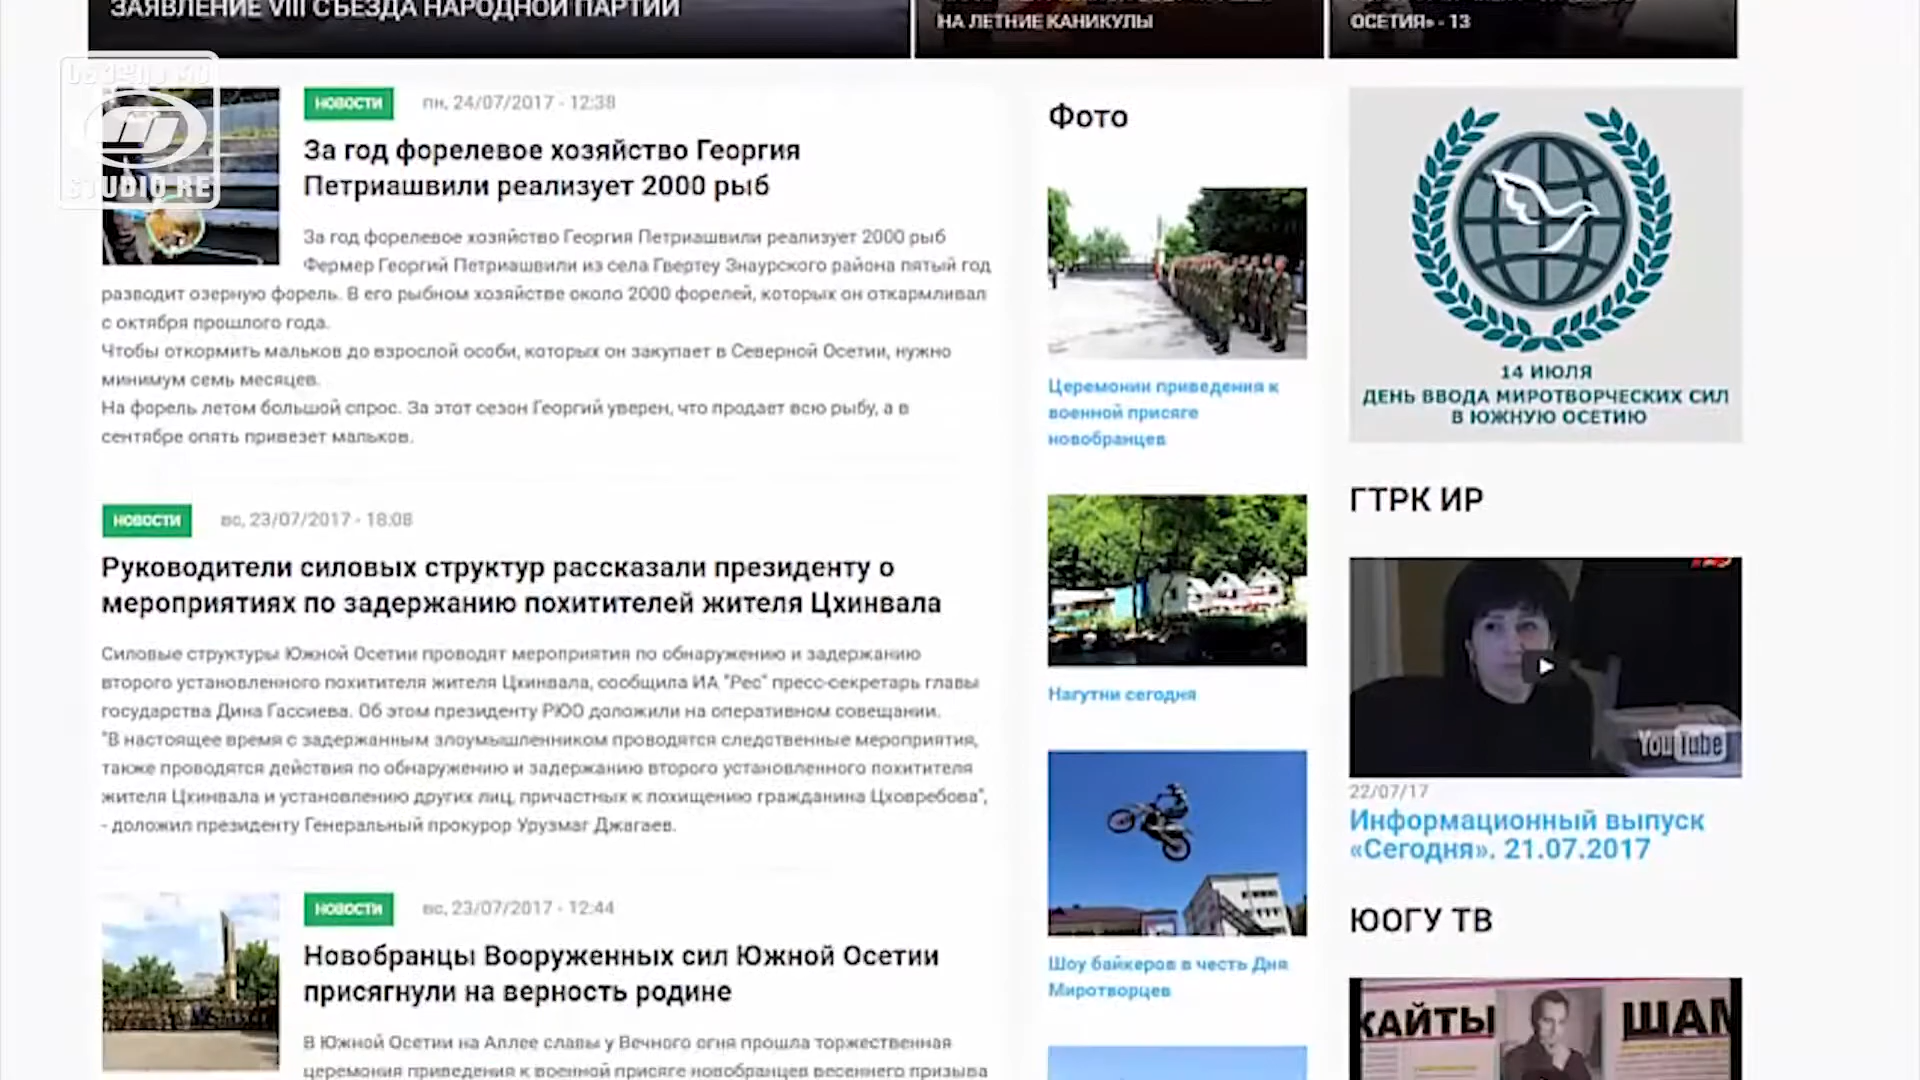 ЗАЯВЛЕНИЕ VIII СЪЕЗДА НАРОДНОЙ ПАРТИИ
НА ЛЕТНИЕ КАНИКУЛЫ
ОСЕТИЯ» - 13
STUDIO RE
НОВОСТИ
пн, 24/07/2017 - 12:38
За год форелевое хозяйство Георгия
Петриашвили реализует 2000 рыб
За год форелевое хозяйство Георгия Петриашвили реализует 2000 рыб
Фермер Георгий Петриашвили из села Гвертеу Знаурского района пятый год
разводит озерную форель. В его рыбном хозяйстве около 2000 форелей, которых он откармливал
с октября прошлого года.
Чтобы откормить мальков до взрослой особи, которых он закупает в Северной Осетии, нужно
минимум семь месяцев.
На форель летом большой спрос. За этот сезон Георгий уверен, что продает всю рыбу, а в
сентябре опять привезет мальков.
НОВОСТИ
вс, 23/07/2017 - 18:08
Руководители силовых структур рассказали президенту о
мероприятиях по задержанию похитителей жителя Цхинвала
Силовые структуры Южной Осетии проводят мероприятия по обнаружению и задержанию
второго установленного похитителя жителя Цхинвала, сообщила ИА "Рес" пресс-секретарь главы
государства Дина Гассиева. Об этом президенту РЮО доложили на оперативном совещании.
"В настоящее время с задержанным злоумышленником проводятся следственные мероприятия,
также проводятся действия по обнаружению и задержанию второго установленного похитителя
жителя Цхинвала и установлению других лиц, причастных к похищению гражданина Цховребова",
- доложил президенту Генеральный прокурор Урузмаг Джагаев.
НОВОСТИ
вс, 23/07/2017 - 12:44
Новобранцы Вооруженных сил Южной Осетии
присягнули на верность родине
В Южной Осетии на Аллее славы у Вечного огня прошла торжественная
церемония приведения к военной присяге новобранцев весеннего призыва
Фото
Церемонии приведения к
военной присяге
новобранцев
Нагутни сегодня
Шоу байкеров в честь Дня
Миротворцев
14 ИЮЛЯ
ДЕНЬ ВВОДА МИРОТВОРЧЕСКИХ СИЛ
В ЮЖНУЮ ОСЕТИЮ
ГТРК ИР
YouTube
22/07/17
Информационный выпуск
«Сегодня». 21.07.2017
ЮОГУ ТВ
ХАЙТЫ
ШАМ